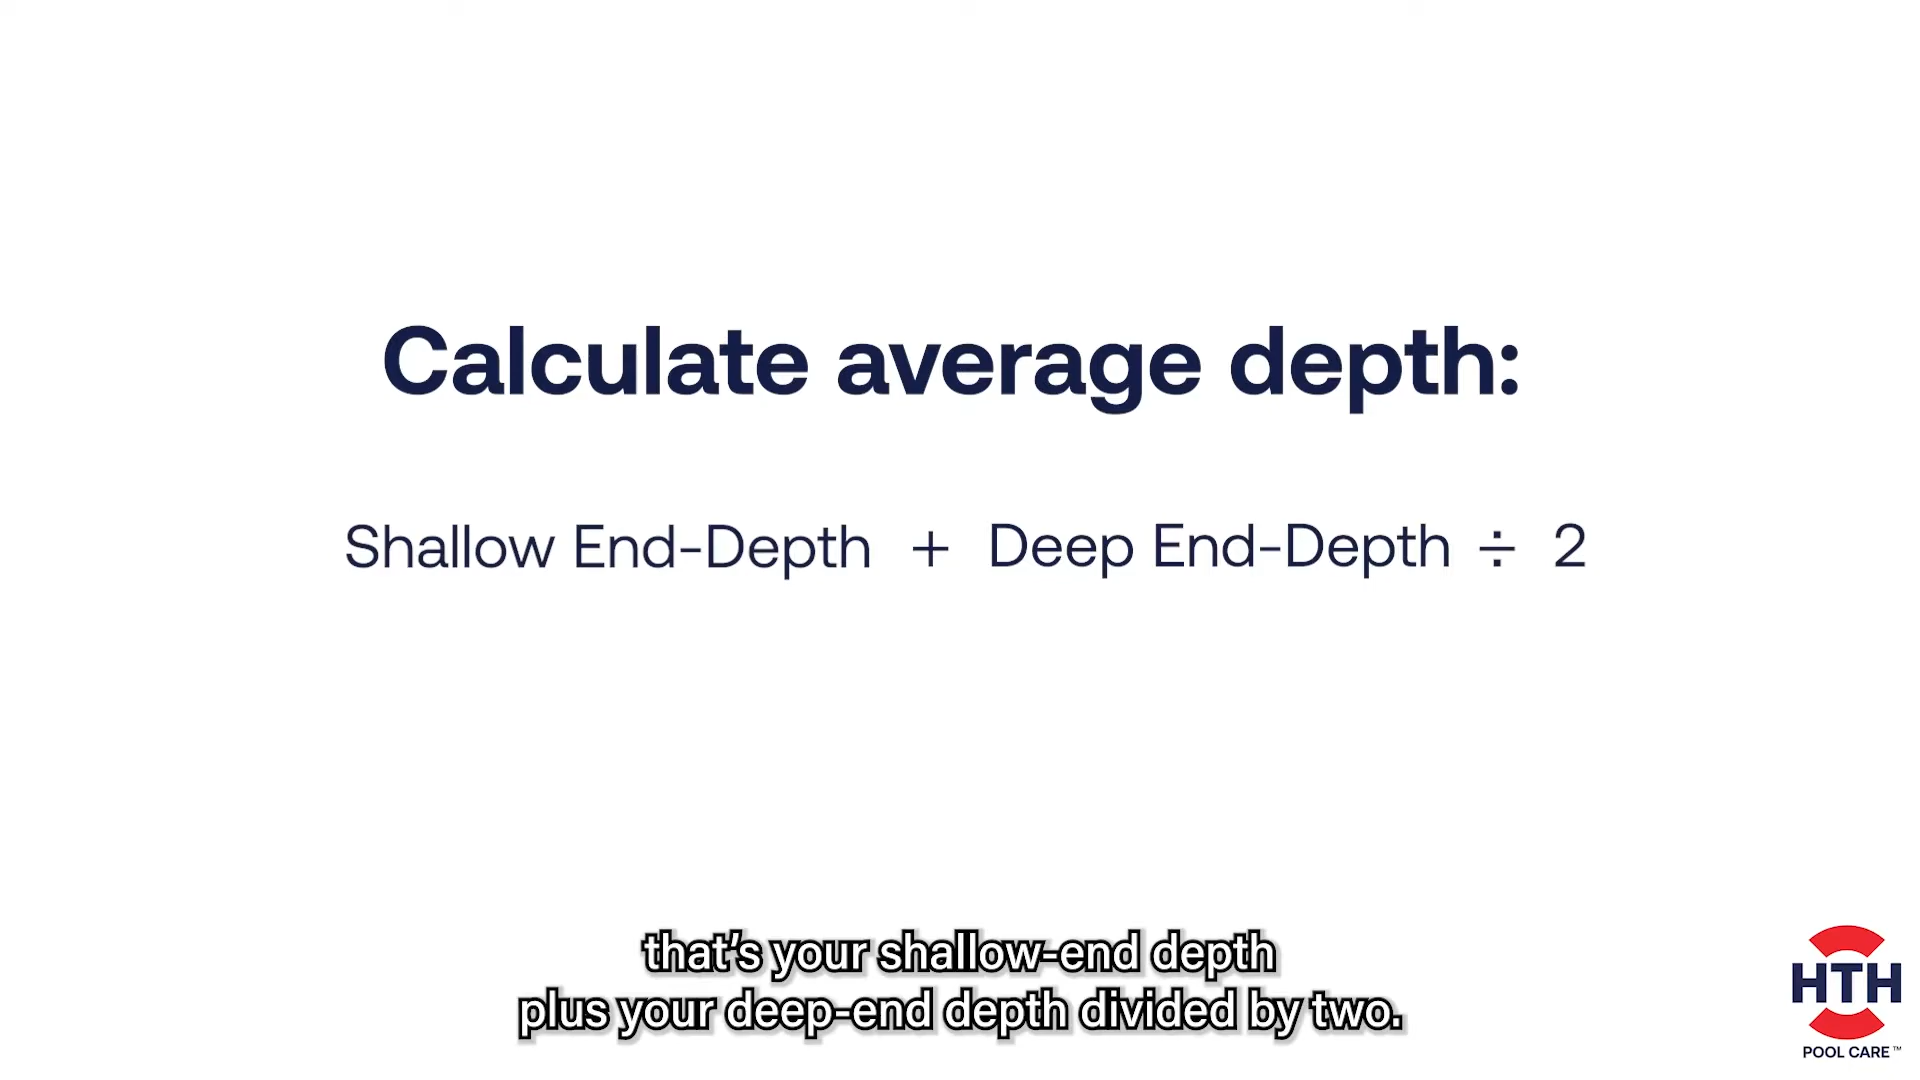 Calculate average depth:
Shallow End-Depth + Deep End-Depth ÷ 2
that's your shallow-end depth
plus your deep-end depth divided by two.
HTH
POOL CARE™